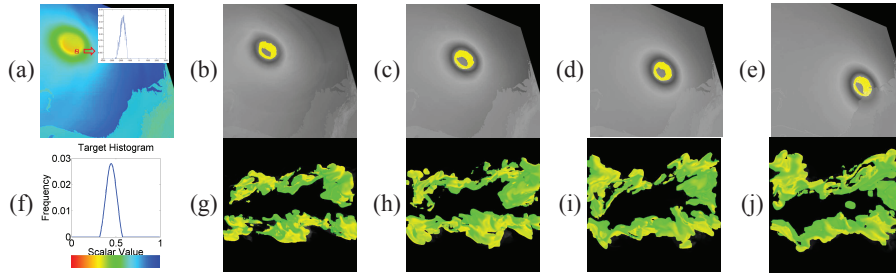 (a)
(b)
(c)
(d)
(e)
(f)
Target Histogram
0.03
0.02
0.01
0
Frequency
0 0.5 1
Scalar Value
(g)
(h)
(i)
(j)